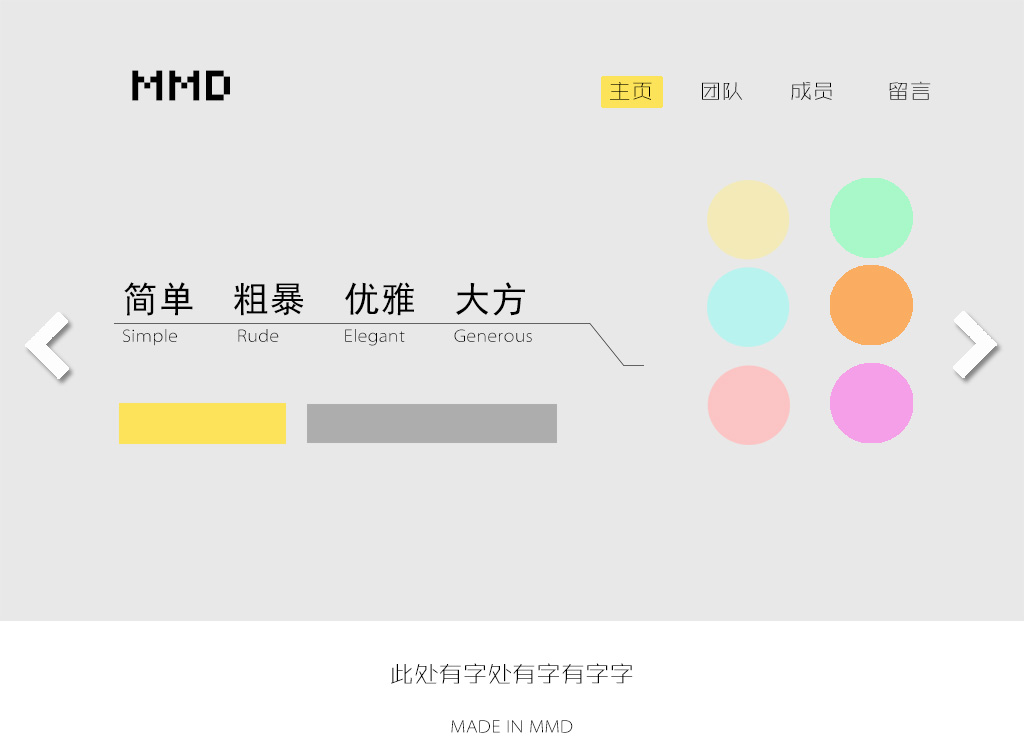 MMD
主页 团队 成员 留言
简单 粗暴 优雅 大方
Simple Rude Elegant Generous
此处有字处有字有字字
MADE IN MMD